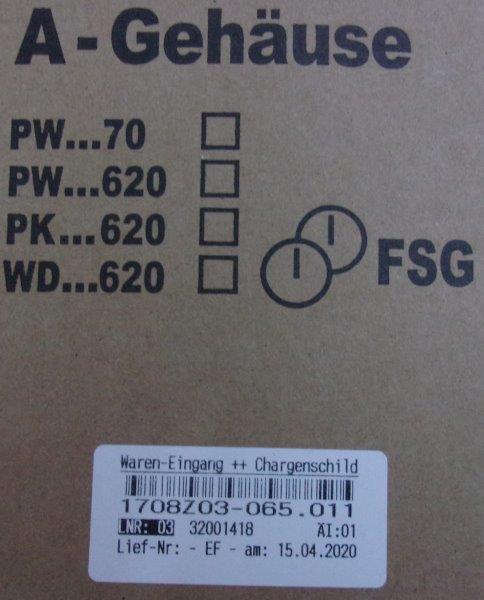 A - Gehäuse
PW...70
PW...620
PK...620
WD...620
FSG
Waren-Eingang ++ Chargenschild
1708Z03-065.011
LNR: 03 32001418 ÄI:01
Lief-Nr: - EF - am: 15.04.2020